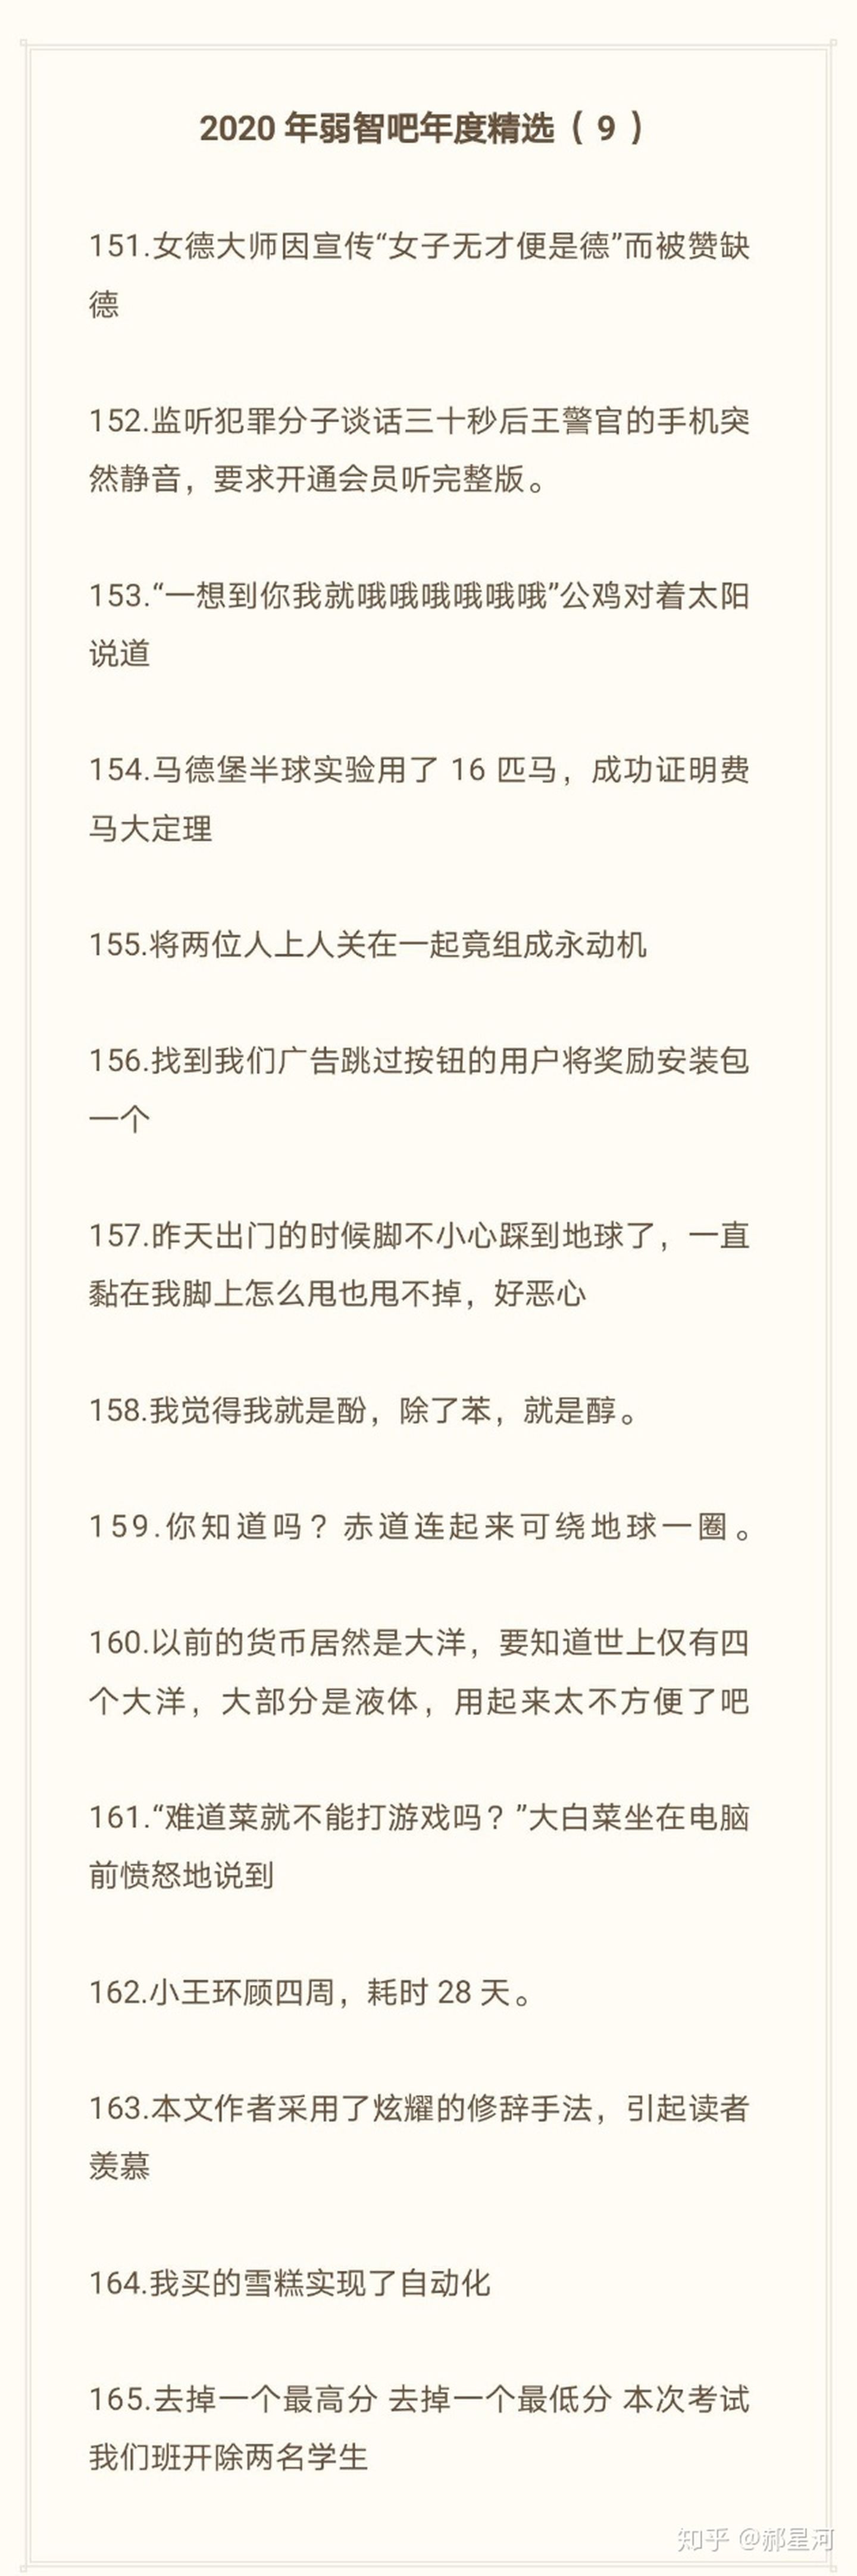 2020 年弱智吧年度精选（ 9 ）
151.女德大师因宣传“女子无才便是德”而被赞缺
德
152.监听犯罪分子谈话三十秒后王警官的手机突
然静音，要求开通会员听完整版。
153.“一想到你我就哦哦哦哦哦哦”公鸡对着太阳
说道
154.马德堡半球实验用了 16 匹马，成功证明费
马大定理
155.将两位人上人关在一起竟组成永动机
156.找到我们广告跳过按钮的用户将奖励安装包
一个
157.昨天出门的时候脚不小心踩到地球了，一直
黏在我脚上怎么甩也甩不掉，好恶心
158.我觉得我就是酚，除了苯，就是醇。
159.你知道吗？赤道连起来可绕地球一圈。
160.以前的货币居然是大洋，要知道世上仅有四
个大洋，大部分是液体，用起来太不方便了吧
161.“难道菜就不能打游戏吗？”大白菜坐在电脑
前愤怒地说到
162.小王环顾四周，耗时 28 天。
163.本文作者采用了炫耀的修辞手法，引起读者
羡慕
164.我买的雪糕实现了自动化
165.去掉一个最高分 去掉一个最低分 本次考试
我们班开除两名学生
知乎 @郝星河